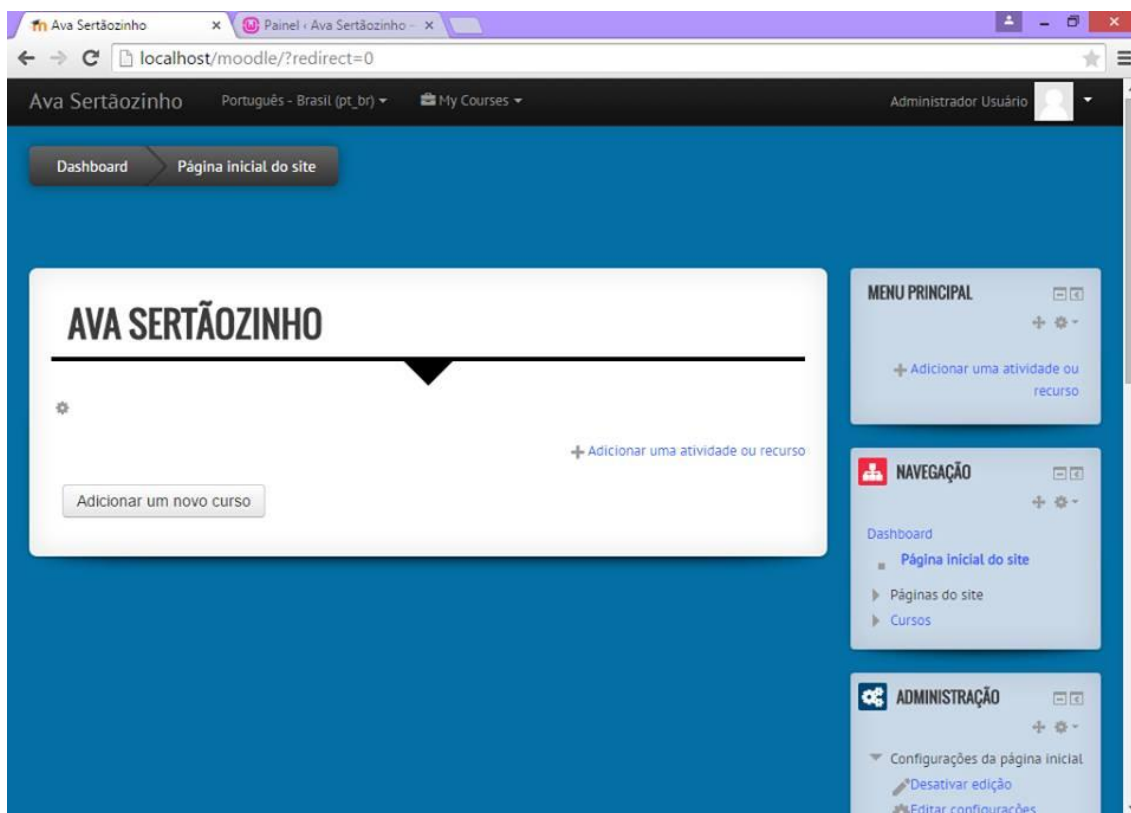 Ava Sertãozinho
Painel ‹ Ava Sertãozinho –
localhost/moodle/?redirect=0
Ava Sertãozinho Português - Brasil (pt_br) My Courses Administrador Usuário
Dashboard Página inicial do site
AVA SERTÃOZINHO
Adicionar uma atividade ou recurso
Adicionar um novo curso
MENU PRINCIPAL
Adicionar uma atividade ou
recurso
NAVEGAÇÃO
Dashboard
Página inicial do site
Páginas do site
Cursos
ADMINISTRAÇÃO
Configurações da página inicial
Desativar edição
Editar configurações